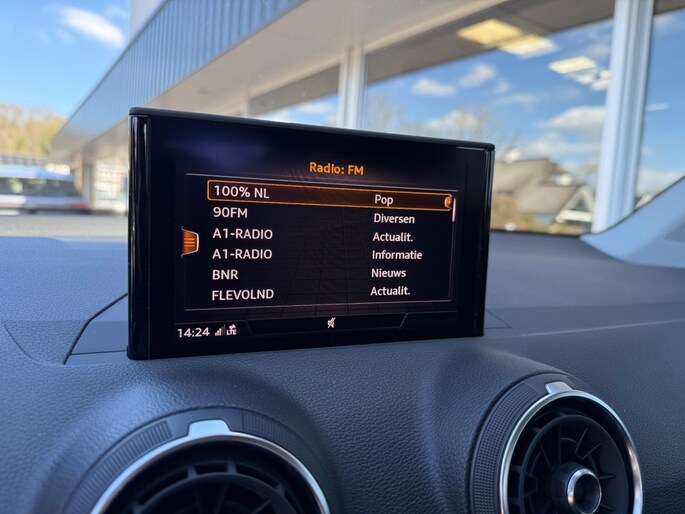 Radio: FM
100% NL Pop
90FM Diversen
A1-RADIO Actualit.
A1-RADIO Informatie
BNR Nieuws
FLEVOLND Actualit.
14:24 LTE